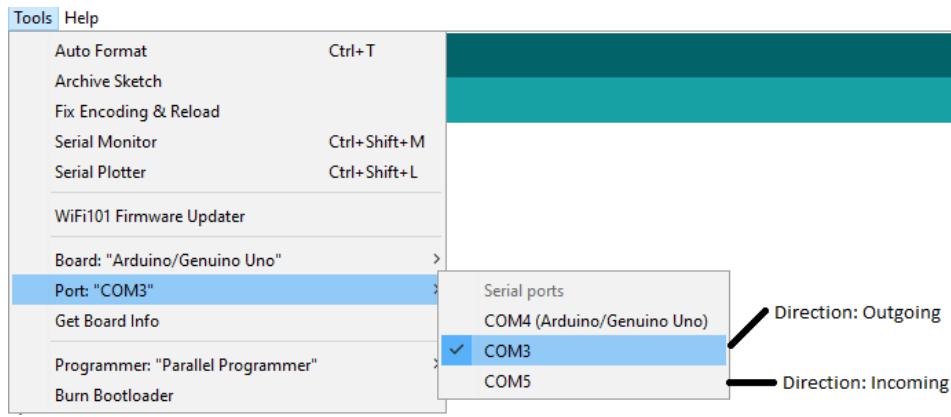 Tools Help
Auto Format Ctrl+T
Archive Sketch
Fix Encoding & Reload
Serial Monitor Ctrl+Shift+M
Serial Plotter Ctrl+Shift+L
WiFi101 Firmware Updater
Board: "Arduino/Genuino Uno"
Port: "COM3"
Get Board Info
Programmer: "Parallel Programmer"
Burn Bootloader
Serial ports
COM4 (Arduino/Genuino Uno)
COM3
COM5
Direction: Outgoing
Direction: Incoming